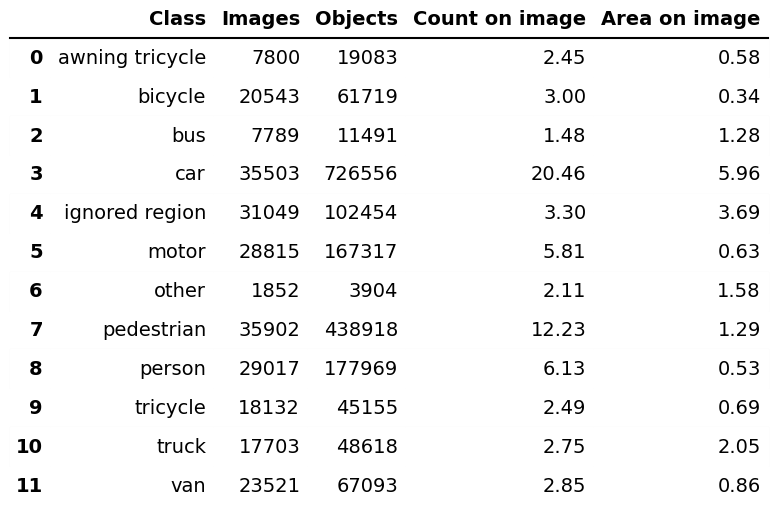 Class Images Objects Count on image Area on image
0 awning tricycle 7800 19083 2.45 0.58
1 bicycle 20543 61719 3.00 0.34
2 bus 7789 11491 1.48 1.28
3 car 35503 726556 20.46 5.96
4 ignored region 31049 102454 3.30 3.69
5 motor 28815 167317 5.81 0.63
6 other 1852 3904 2.11 1.58
7 pedestrian 35902 438918 12.23 1.29
8 person 29017 177969 6.13 0.53
9 tricycle 18132 45155 2.49 0.69
10 truck 17703 48618 2.75 2.05
11 van 23521 67093 2.85 0.86